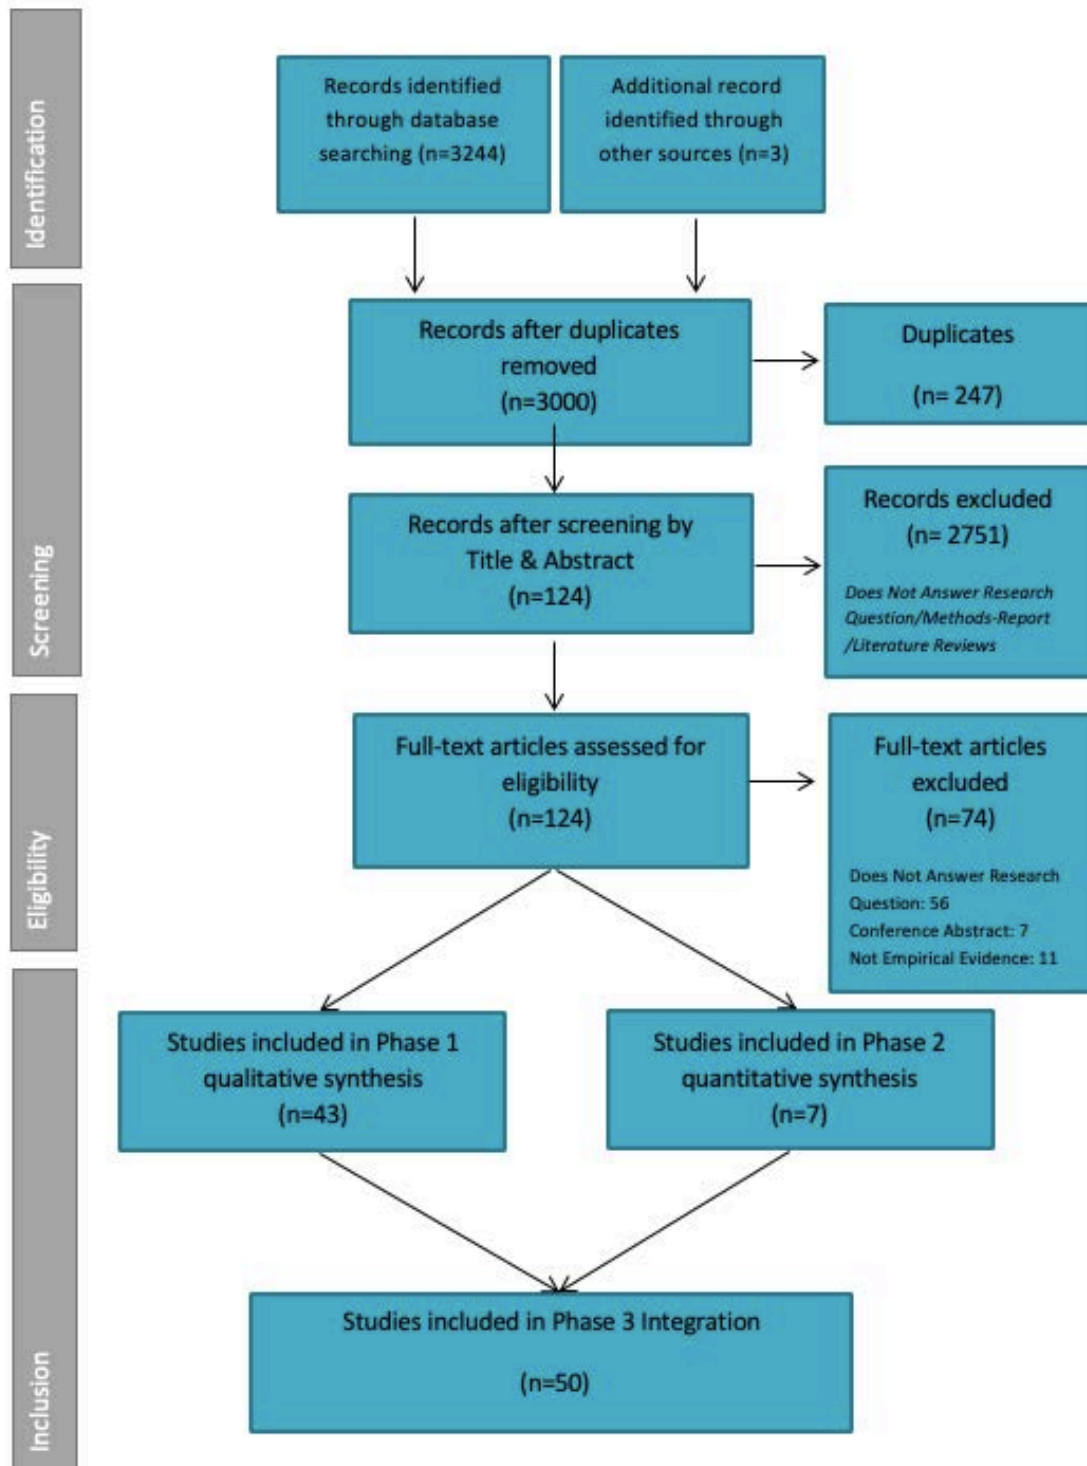 Identification
Records identified
through database
searching (n=3244)
Additional record
identified through
other sources (n=3)
Screening
Records after duplicates
removed
(n=3000)
Duplicates
(n= 247)
Records after screening by
Title & Abstract
(n=124)
Records excluded
(n= 2751)
Does Not Answer Research
Question/Methods-Report
/Literature Reviews
Eligibility
Full-text articles assessed for
eligibility
(n=124)
Full-text articles
excluded
(n=74)
Does Not Answer Research
Question: 56
Conference Abstract: 7
Not Empirical Evidence: 11
Inclusion
Studies included in Phase 1
qualitative synthesis
(n=43)
Studies included in Phase 2
quantitative synthesis
(n=7)
Studies included in Phase 3 Integration
(n=50)